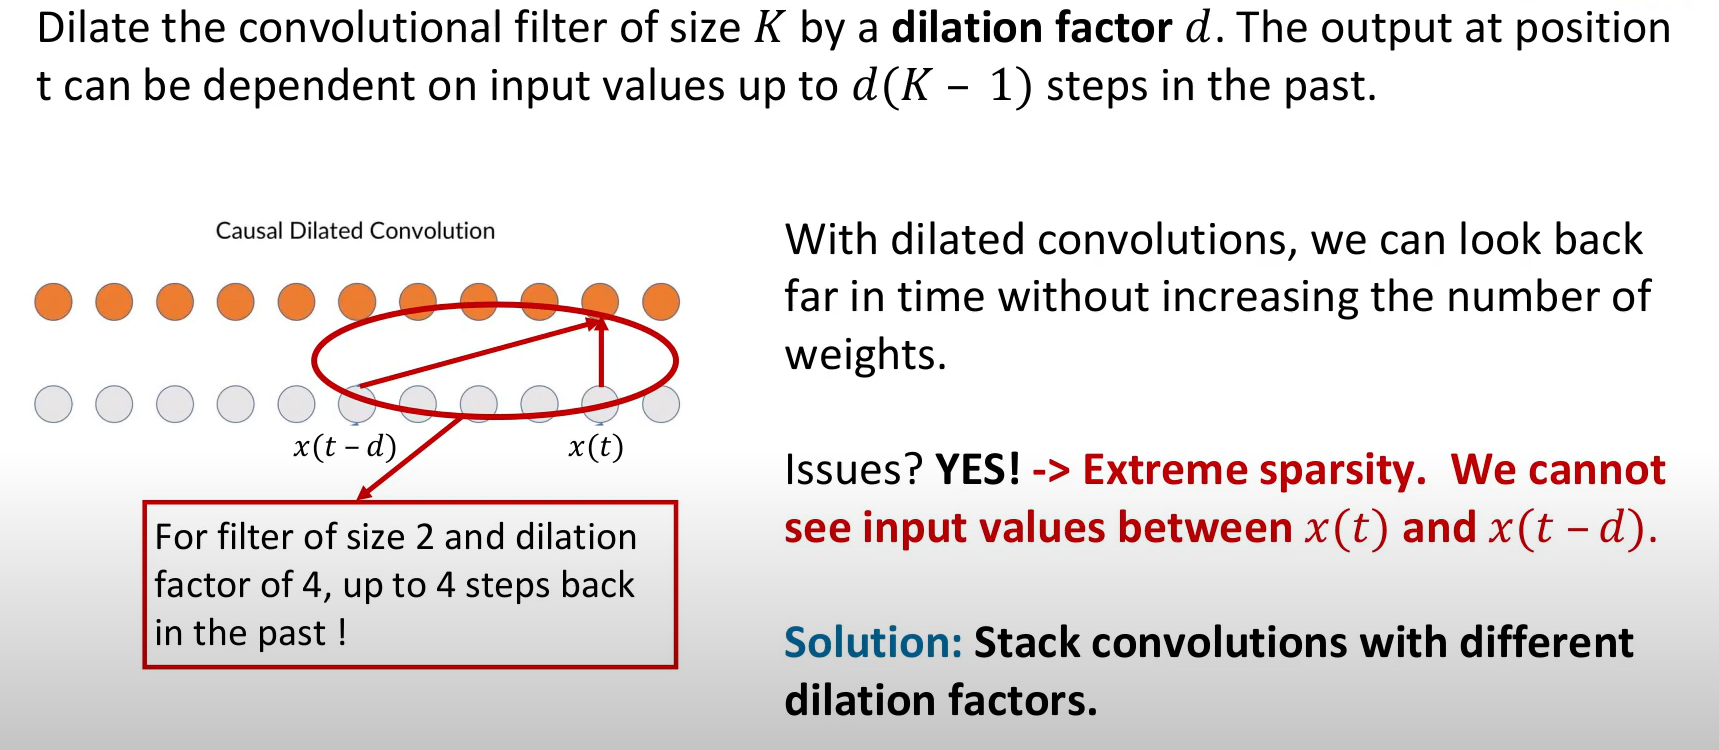 Dilate the convolutional filter of size K by a dilation factor d. The output at position
t can be dependent on input values up to d(K − 1) steps in the past.
Causal Dilated Convolution
x(t − d)
x(t)
For filter of size 2 and dilation
factor of 4, up to 4 steps back
in the past !
With dilated convolutions, we can look back
far in time without increasing the number of
weights.
Issues? YES! -> Extreme sparsity. We cannot
see input values between x(t) and x(t − d).
Solution: Stack convolutions with different
dilation factors.